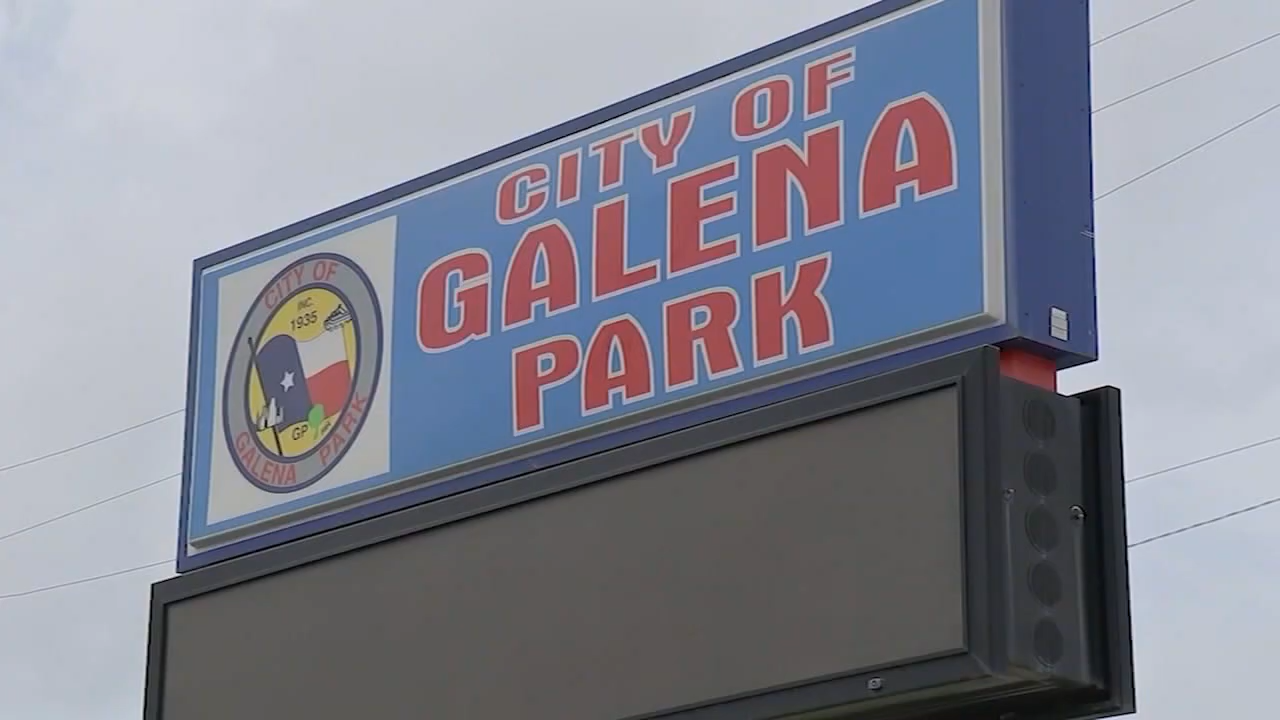 CITY OF
GALENA
PARK
CITY OF
INC.
1935
GP
GALENA PARK